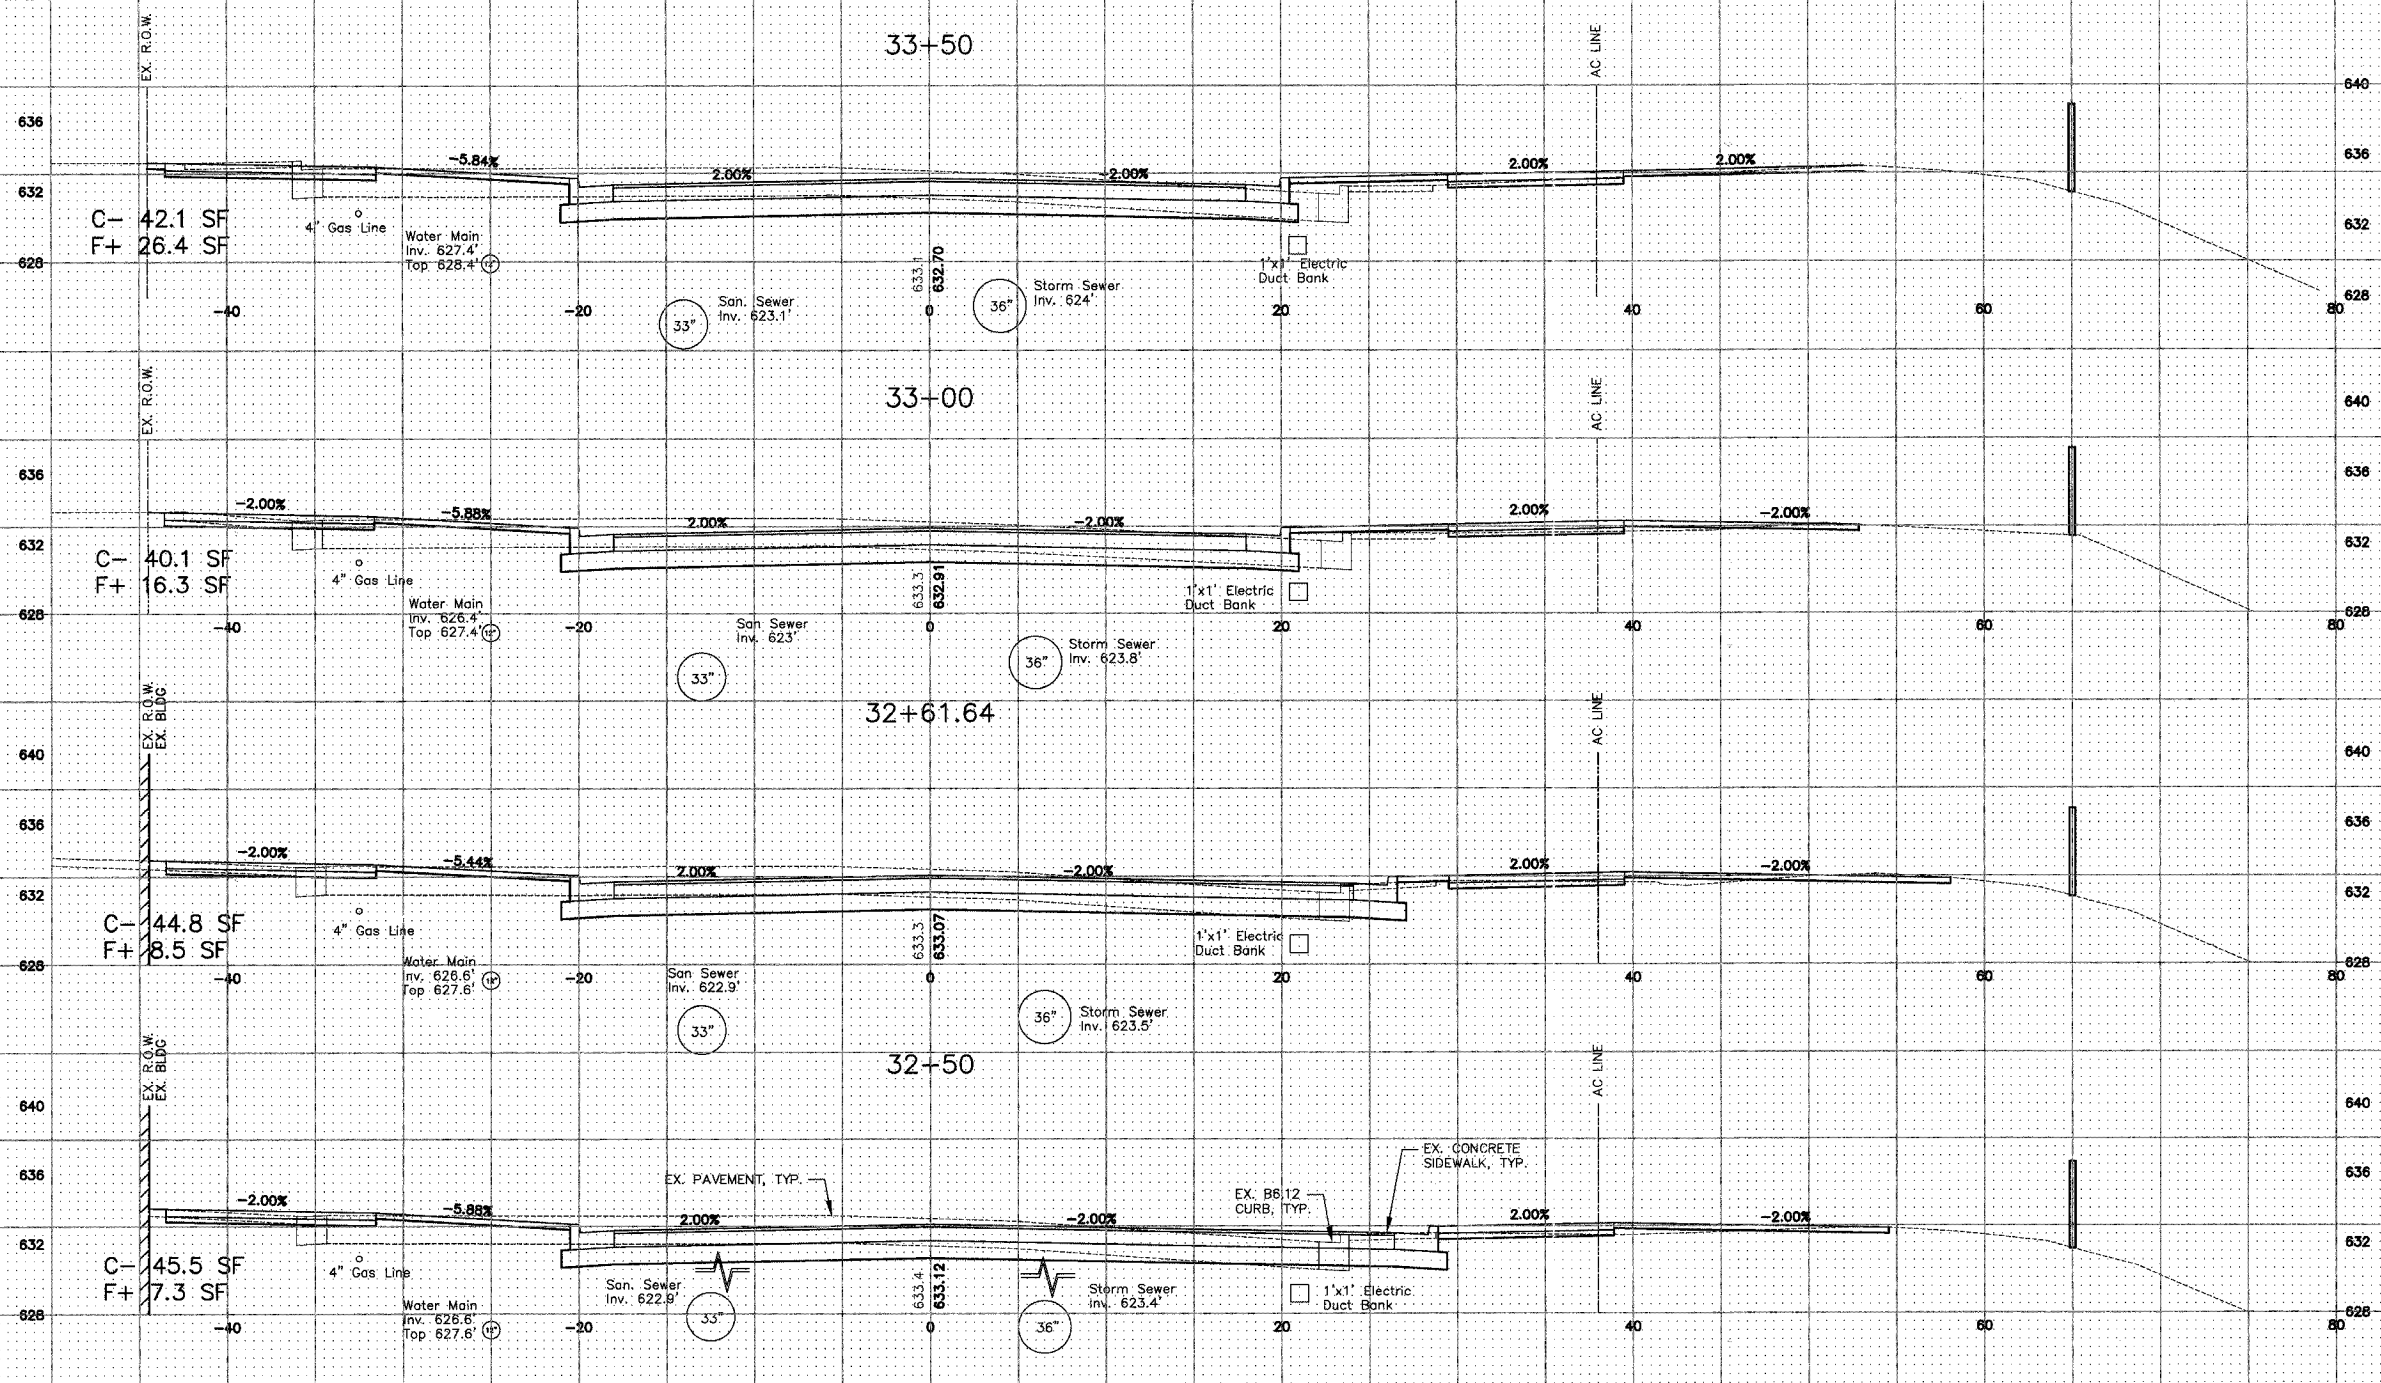 33+50
EX. R.O.W.
AC LINE
640
636
636
-5.84%
2.00%
-2.00%
2.00%
2.00%
632
632
C- 42.1 SF
F+ 26.4 SF
4" Gas Line
Water Main
Inv. 627.4'
Top 628.4'
628
628
633.1
632.70
1'x1' Electric
Duct Bank
San. Sewer
Inv. 623.1'
33"
36"
Storm Sewer
Inv. 624'
-40
-20
0
20
40
60
80
33+00
EX. R.O.W.
AC LINE
640
636
636
-2.00%
-5.88%
2.00%
-2.00%
2.00%
-2.00%
632
632
C- 40.1 SF
F+ 16.3 SF
4" Gas Line
Water Main
Inv. 626.4'
Top 627.4'
12"
633.3
632.91
1'x1' Electric
Duct Bank
628
628
-40
-20
0
20
40
60
80
San Sewer
Inv. 623'
33"
36"
Storm Sewer
Inv. 623.8'
32+61.64
EX. R.O.W.
EX. BLDG
AC LINE
640
640
636
636
-2.00%
-5.44%
2.00%
-2.00%
2.00%
-2.00%
632
632
C- 44.8 SF
F+ 8.5 SF
4" Gas Line
Water Main
Inv. 626.6'
Top 627.6'
633.3
633.07
1'x1' Electric
Duct Bank
628
628
-40
-20
0
20
40
60
80
San Sewer
Inv. 622.9'
33"
36"
Storm Sewer
Inv. 623.5'
32+50
EX. R.O.W.
EX. BLDG
AC LINE
640
640
EX. PAVEMENT, TYP.
EX. CONCRETE
SIDEWALK, TYP.
EX. B6.12
CURB, TYP.
636
636
-2.00%
-5.88%
2.00%
-2.00%
2.00%
-2.00%
632
632
C- 45.5 SF
F+ 7.3 SF
4" Gas Line
Water Main
Inv. 626.6'
Top 627.6'
San. Sewer
Inv. 622.9'
33"
633.4
633.12
36"
Storm Sewer
Inv. 623.4'
1'x1' Electric
Duct Bank
628
628
-40
-20
0
20
40
60
80